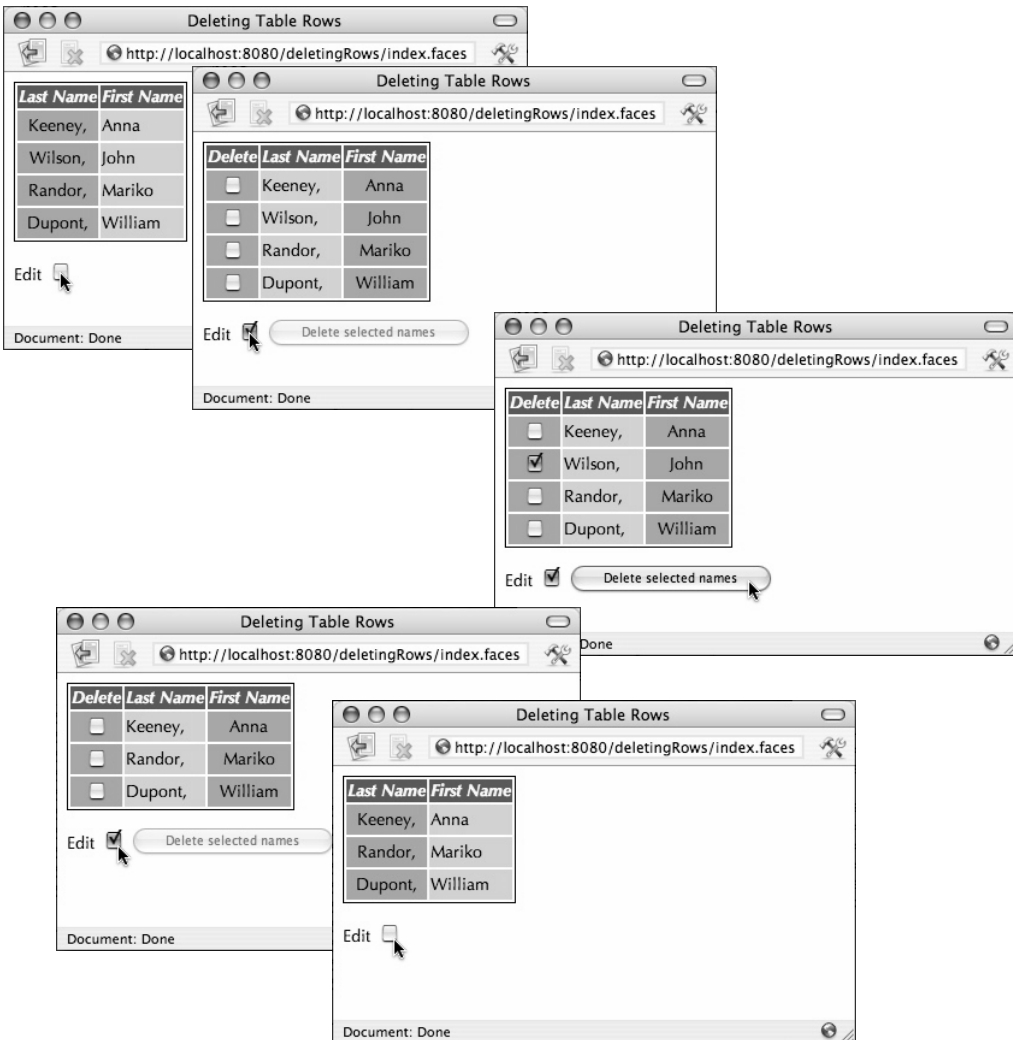 Deleting Table Rows
http://localhost:8080/deletingRows/index.faces
Last Name First Name
Keeney, Anna
Wilson, John
Randor, Mariko
Dupont, William
Edit
Document: Done
Deleting Table Rows
http://localhost:8080/deletingRows/index.faces
Delete Last Name First Name
Keeney, Anna
Wilson, John
Randor, Mariko
Dupont, William
Edit Delete selected names
Document: Done
Deleting Table Rows
http://localhost:8080/deletingRows/index.faces
Delete Last Name First Name
Keeney, Anna
Wilson, John
Randor, Mariko
Dupont, William
Edit Delete selected names
Done
Deleting Table Rows
http://localhost:8080/deletingRows/index.faces
Delete Last Name First Name
Keeney, Anna
Randor, Mariko
Dupont, William
Edit Delete selected names
Document: Done
Deleting Table Rows
http://localhost:8080/deletingRows/index.faces
Last Name First Name
Keeney, Anna
Randor, Mariko
Dupont, William
Edit
Document: Done